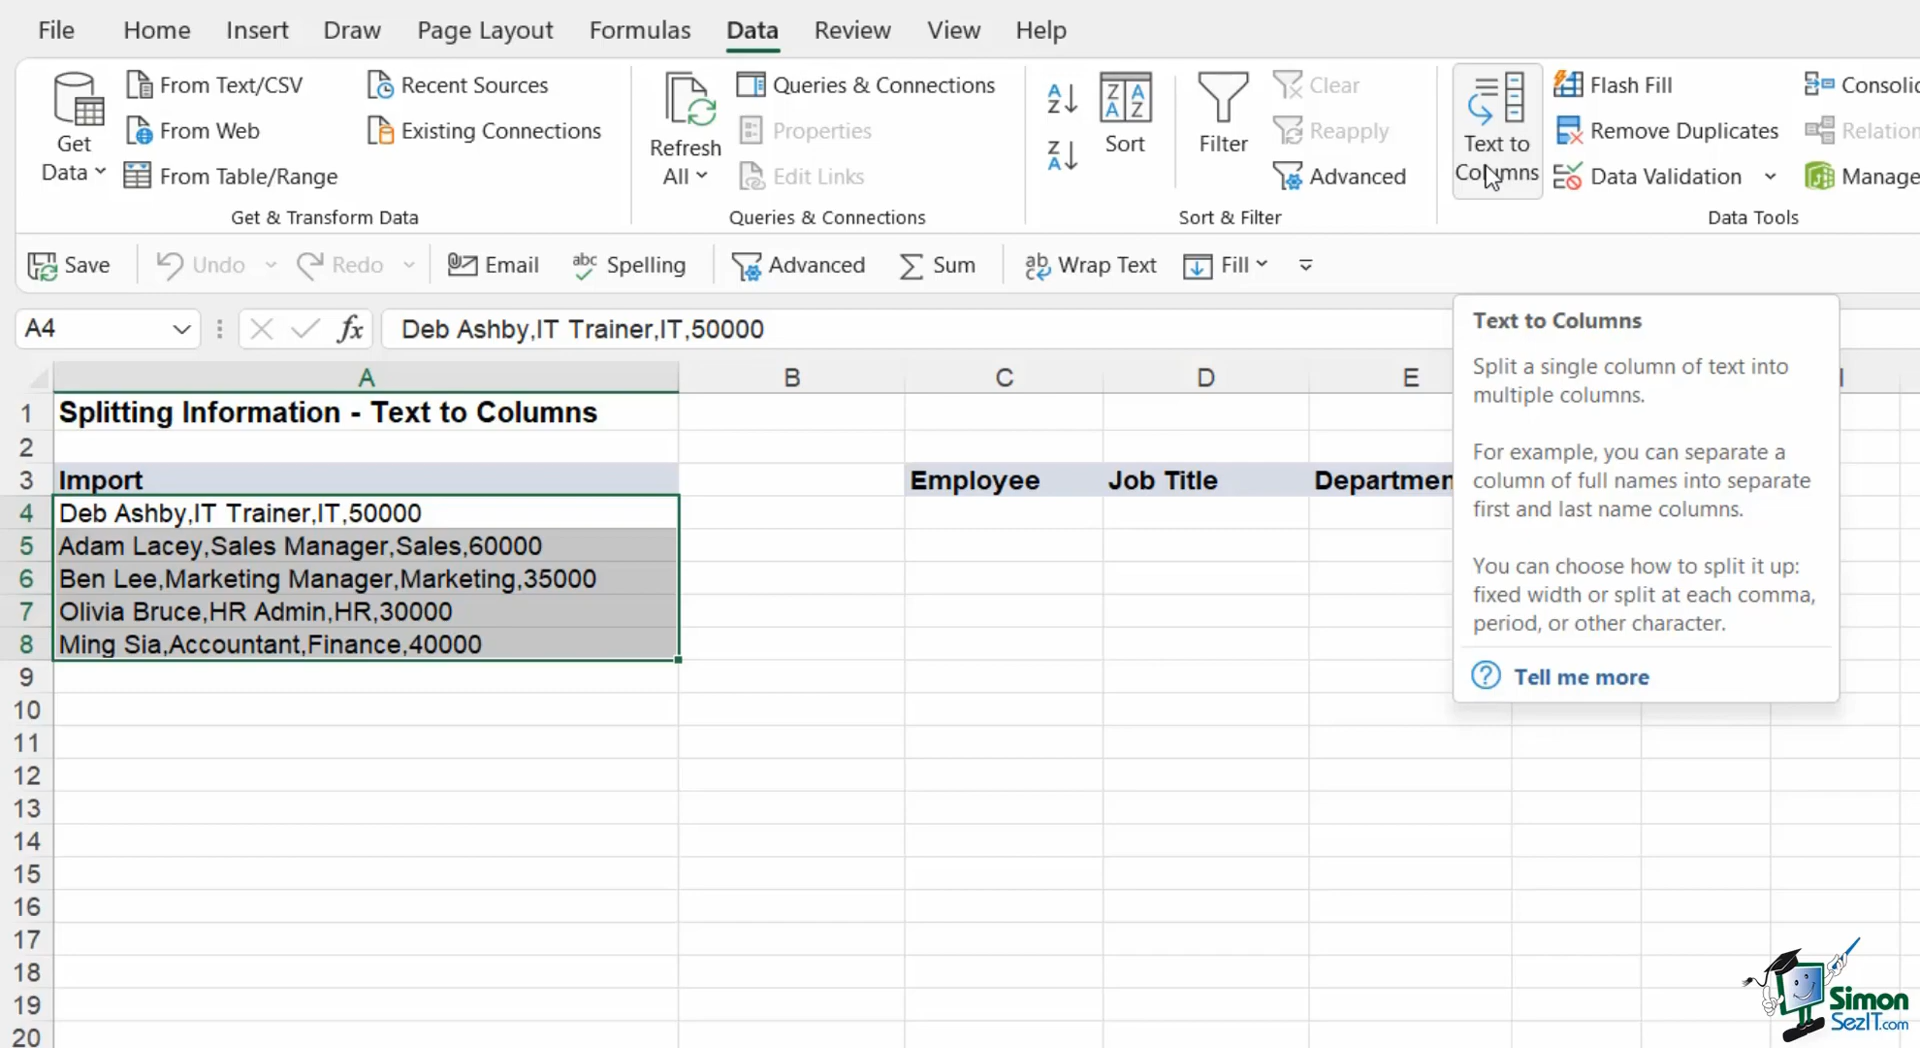 File Home Insert Draw Page Layout Formulas Data Review View Help
Get Data
From Text/CSV
From Web
From Table/Range
Recent Sources
Existing Connections
Get & Transform Data
Refresh All
Queries & Connections
Properties
Edit Links
Queries & Connections
Sort
Filter
Clear
Reapply
Advanced
Sort & Filter
Text to
Columns
Flash Fill
Remove Duplicates
Data Validation
Consolid
Relation
Manage
Data Tools
Save Undo Redo Email Spelling Advanced Sum Wrap Text Fill
A4 fx Deb Ashby,IT Trainer,IT,50000
A B C D E
1 Splitting Information - Text to Columns
2
3 Import Employee Job Title Departmen
4 Deb Ashby,IT Trainer,IT,50000
5 Adam Lacey,Sales Manager,Sales,60000
6 Ben Lee,Marketing Manager,Marketing,35000
7 Olivia Bruce,HR Admin,HR,30000
8 Ming Sia,Accountant,Finance,40000
9
10
11
12
13
14
15
16
17
18
19
20
Text to Columns
Split a single column of text into
multiple columns.
For example, you can separate a
column of full names into separate
first and last name columns.
You can choose how to split it up:
fixed width or split at each comma,
period, or other character.
Tell me more
Simon
SezIT.com